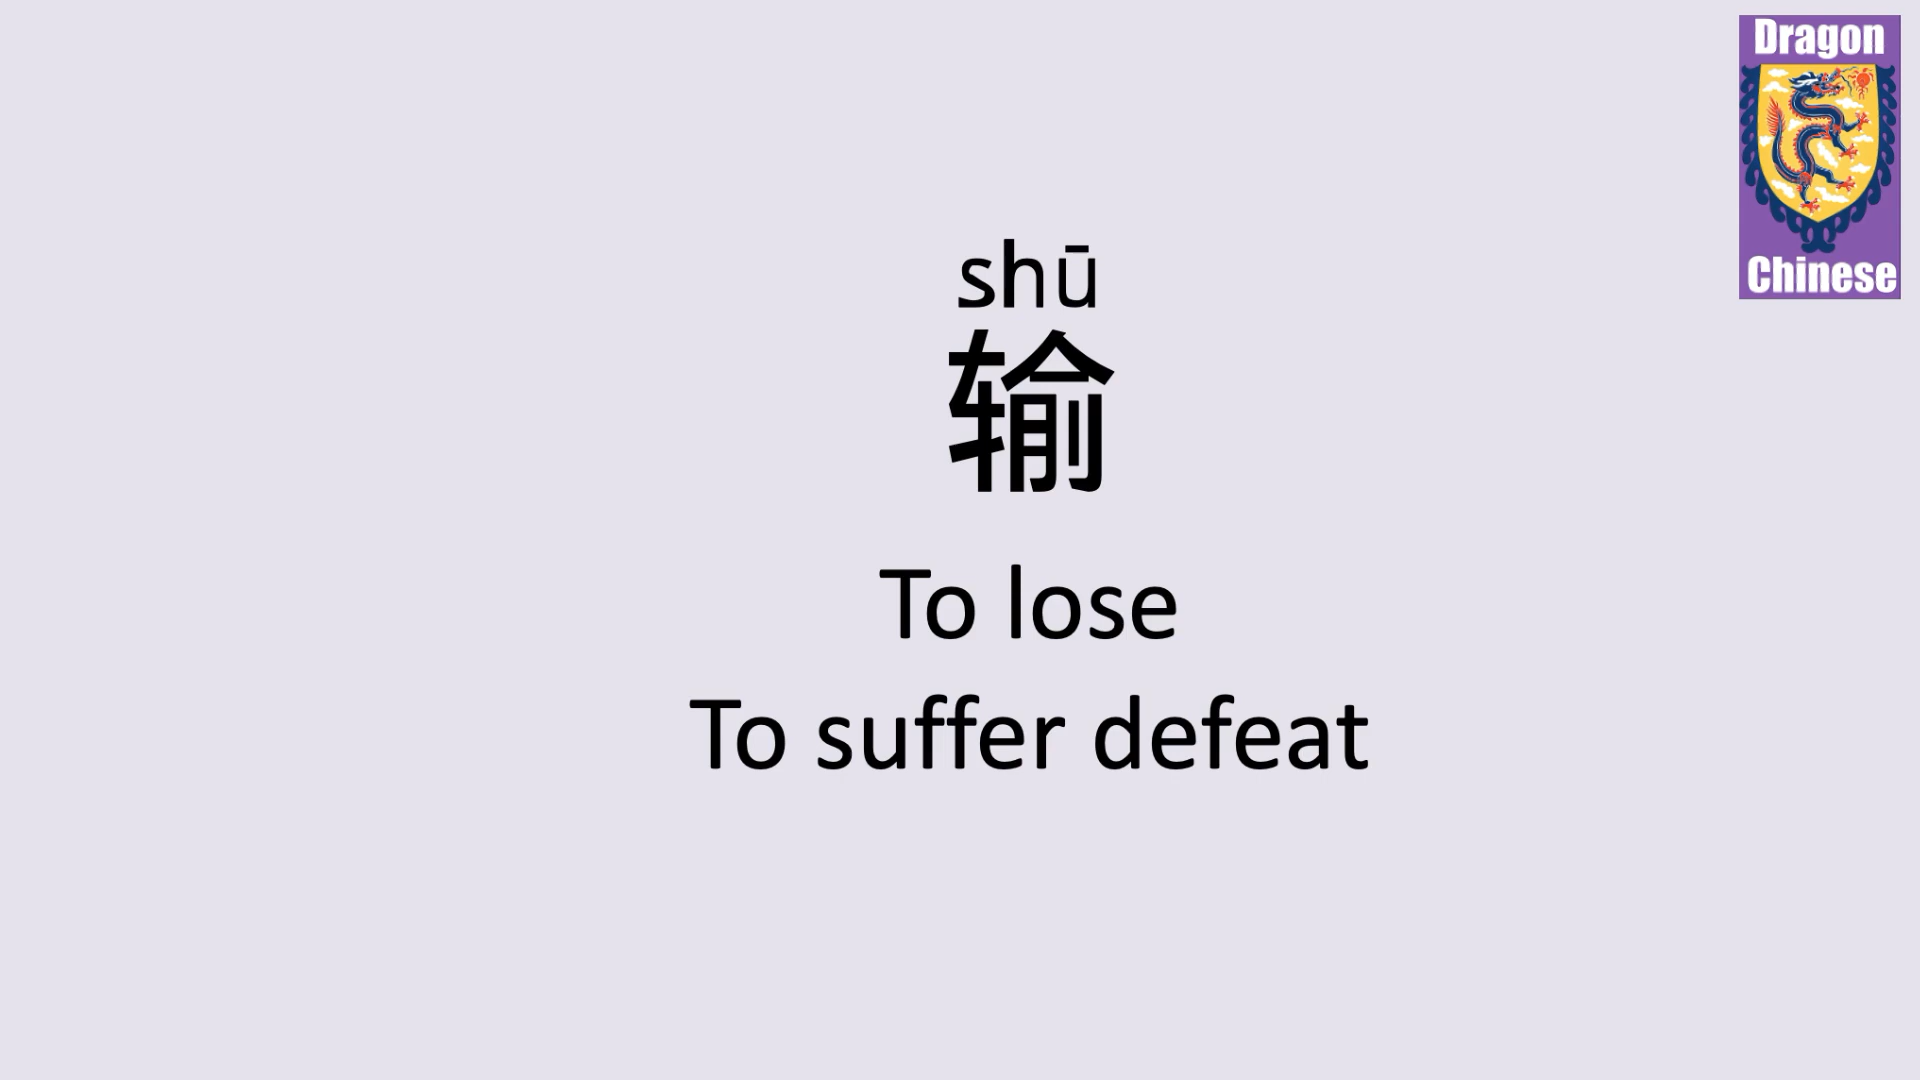 Dragon
Chinese
shū
输
To lose
To suffer defeat